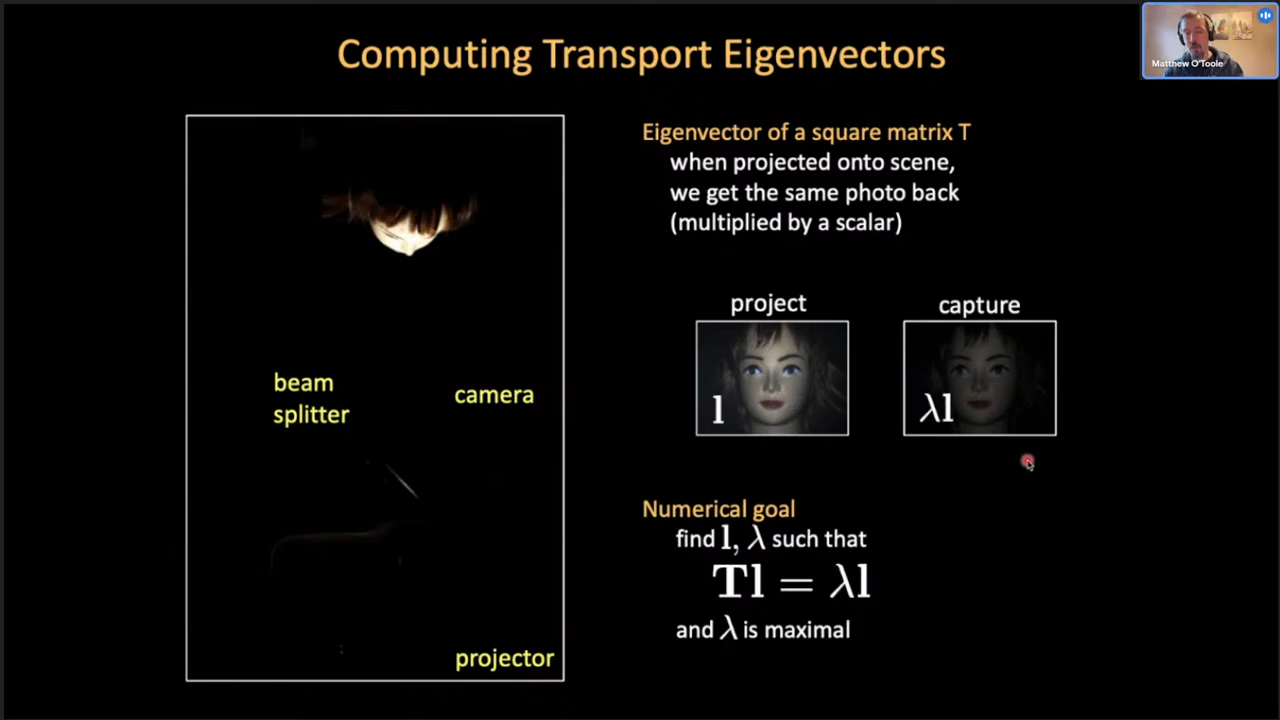 Computing Transport Eigenvectors
Matthew O'Toole
Eigenvector of a square matrix T
when projected onto scene,
we get the same photo back
(multiplied by a scalar)
project
capture
l
λl
beam
splitter
camera
Numerical goal
find l, λ such that
Tl = λl
and λ is maximal
projector